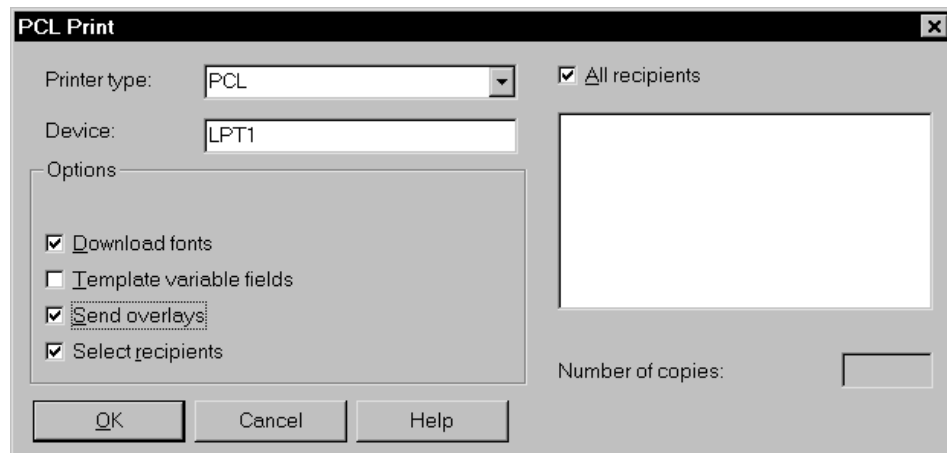 PCL Print
Printer type:
PCL
Device:
LPT1
Options
Download fonts
Template variable fields
Send overlays
Select recipients
OK
Cancel
Help
All recipients
Number of copies: